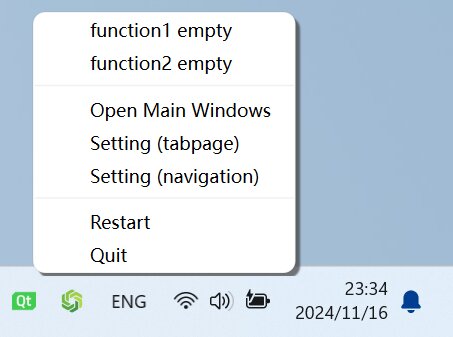 function1 empty
function2 empty
Open Main Windows
Setting (tabpage)
Setting (navigation)
Restart
Quit
Qt
ENG
23:34
2024/11/16